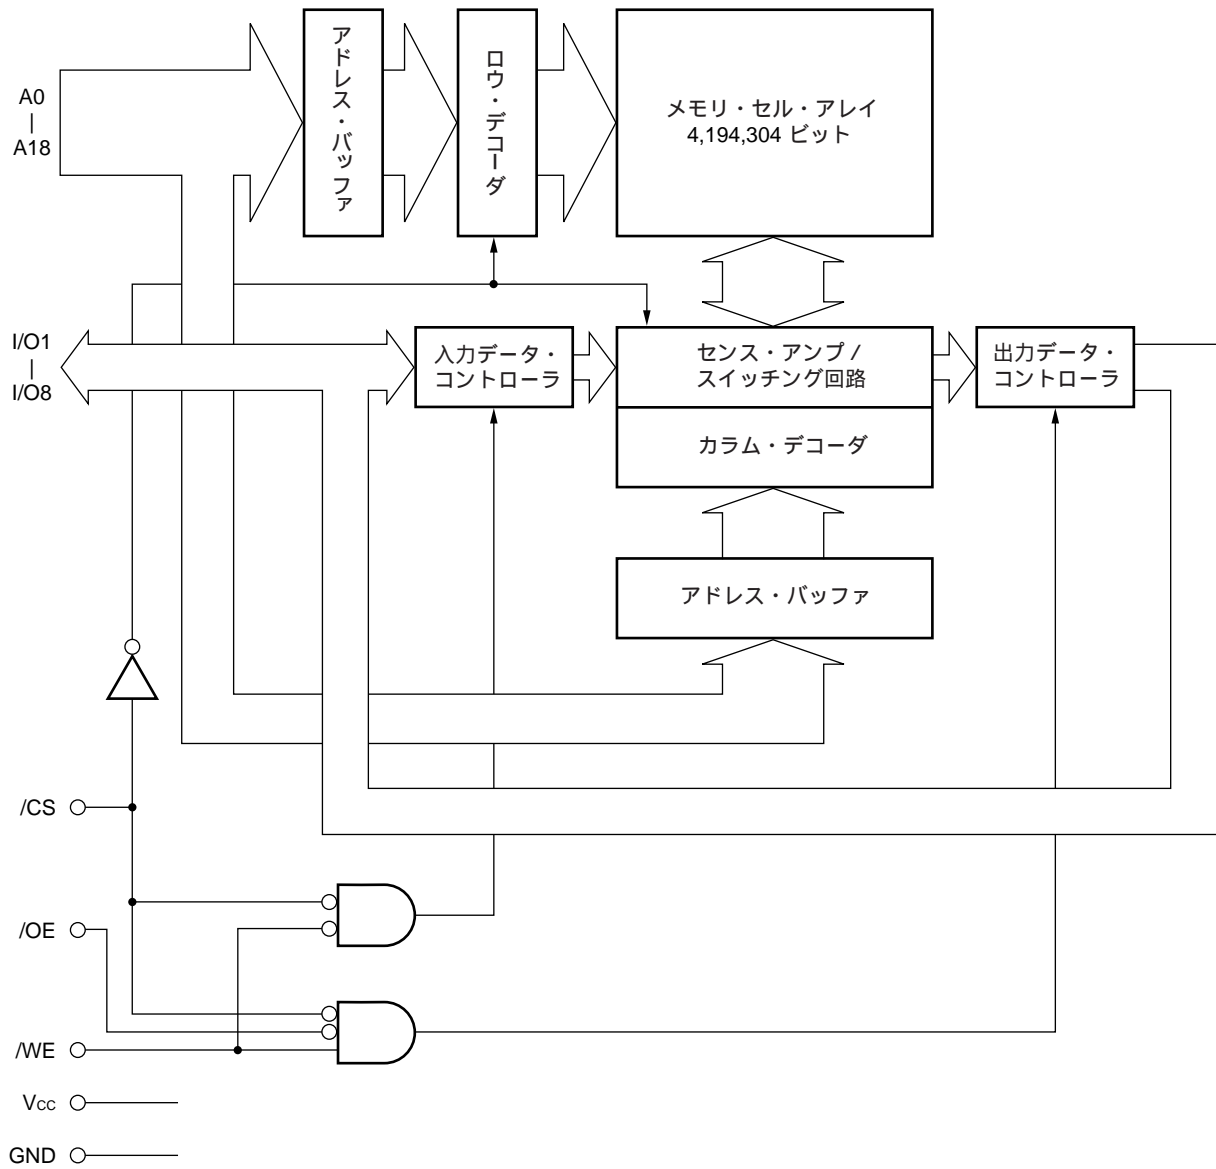 アドレス・バッファ
ロウ・デコーダ
メモリ・セル・アレイ
4,194,304 ビット
A0
|
A18
I/O1
|
I/O8
入力データ・
コントローラ
センス・アンプ /
スイッチング回路
出力データ・
コントローラ
カラム・デコーダ
アドレス・バッファ
/CS
/OE
/WE
VCC
GND